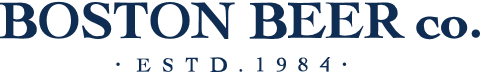 BOSTON BEER co.
· ESTD. 1984 ·